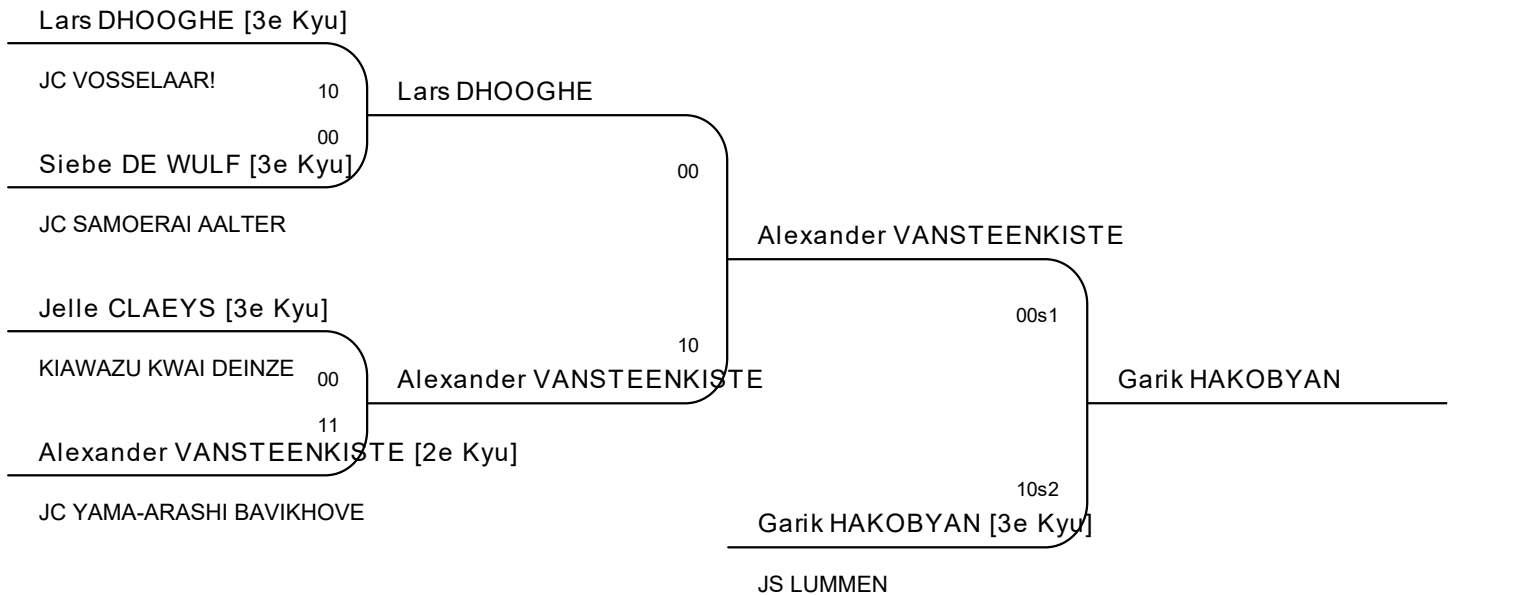 Lars DHOOGHE [3e Kyu]
JC VOSSELAAR!
10
Lars DHOOGHE
00
Siebe DE WULF [3e Kyu]
00
JC SAMOERAI AALTER
Alexander VANSTEENKISTE
Jelle CLAEYS [3e Kyu]
00s1
10
KIAWAZU KWAI DEINZE
00
Alexander VANSTEENKISTE
Garik HAKOBYAN
11
Alexander VANSTEENKISTE [2e Kyu]
10s2
JC YAMA-ARASHI BAVIKHOVE
Garik HAKOBYAN [3e Kyu]
JS LUMMEN